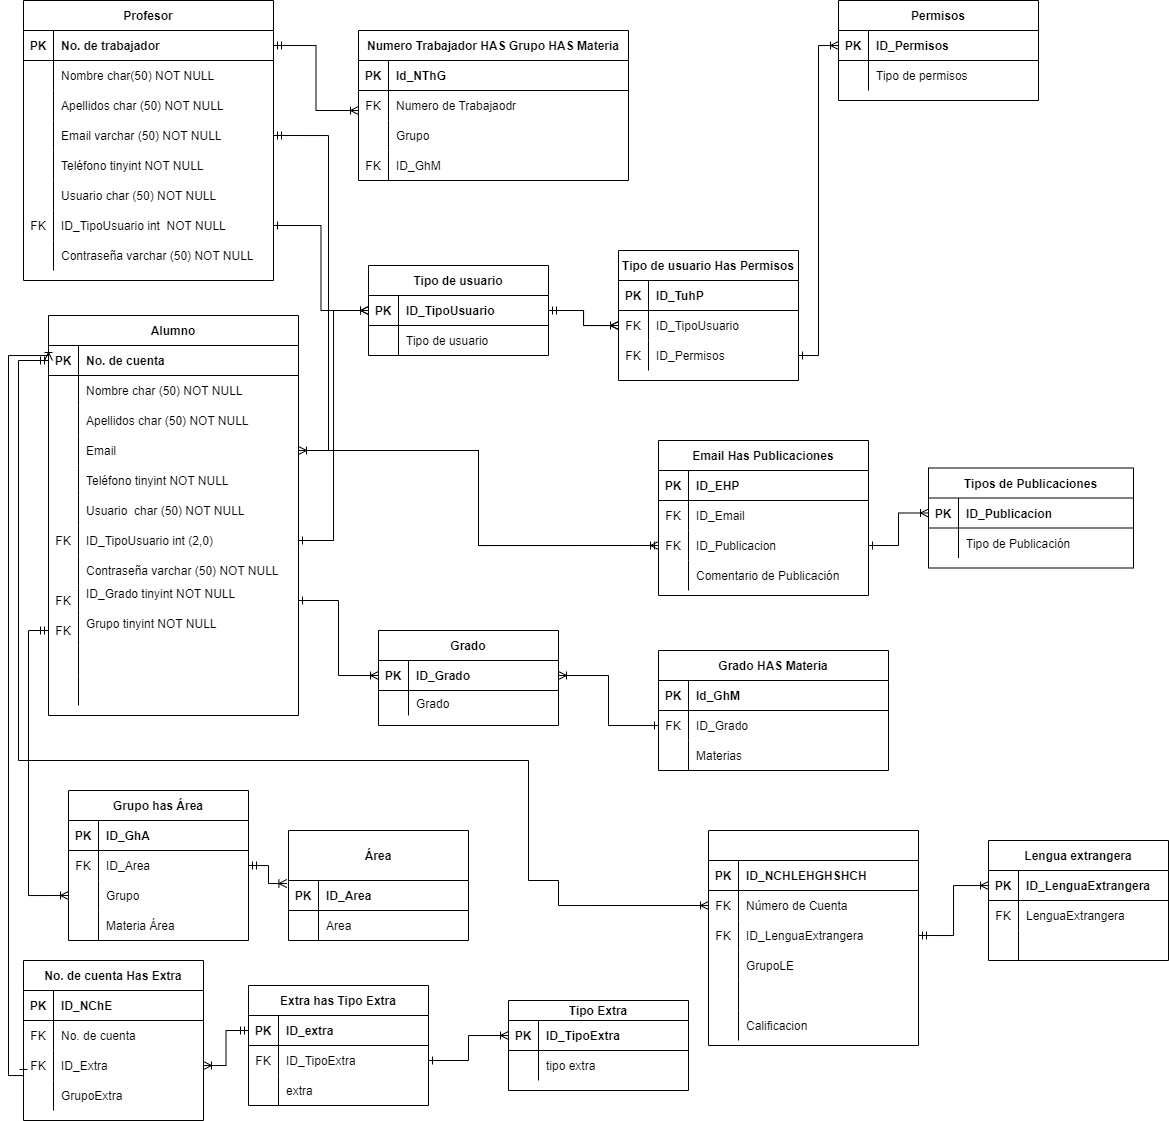 Profesor
PK No. de trabajador
Nombre char(50) NOT NULL
Apellidos char (50) NOT NULL
Email varchar (50) NOT NULL
Teléfono tinyint NOT NULL
Usuario char (50) NOT NULL
FK ID_TipoUsuario int  NOT NULL
Contraseña varchar (50) NOT NULL
Numero Trabajador HAS Grupo HAS Materia
PK Id_NThG
FK Numero de Trabajaodr
Grupo
FK ID_GhM
Permisos
PK ID_Permisos
Tipo de permisos
Tipo de usuario
PK ID_TipoUsuario
Tipo de usuario
Tipo de usuario Has Permisos
PK ID_TuhP
FK ID_TipoUsuario
FK ID_Permisos
Alumno
PK No. de cuenta
Nombre char (50) NOT NULL
Apellidos char (50) NOT NULL
Email
Teléfono tinyint NOT NULL
Usuario  char (50) NOT NULL
FK ID_TipoUsuario int (2,0)
Contraseña varchar (50) NOT NULL
FK ID_Grado tinyint NOT NULL
FK Grupo tinyint NOT NULL
Email Has Publicaciones
PK ID_EHP
FK ID_Email
FK ID_Publicacion
Comentario de Publicación
Tipos de Publicaciones
PK ID_Publicacion
Tipo de Publicación
Grado
PK ID_Grado
Grado
Grado HAS Materia
PK Id_GhM
FK ID_Grado
Materias
Grupo has Área
PK ID_GhA
FK ID_Area
Grupo
Materia Área
Área
PK ID_Area
Area
PK ID_NCHLEHGHSHCH
FK Número de Cuenta
FK ID_LenguaExtrangera
GrupoLE
Calificacion
Lengua extrangera
PK ID_LenguaExtrangera
FK LenguaExtrangera
No. de cuenta Has Extra
PK ID_NChE
FK No. de cuenta
FK ID_Extra
GrupoExtra
Extra has Tipo Extra
PK ID_extra
FK ID_TipoExtra
extra
Tipo Extra
PK ID_TipoExtra
tipo extra